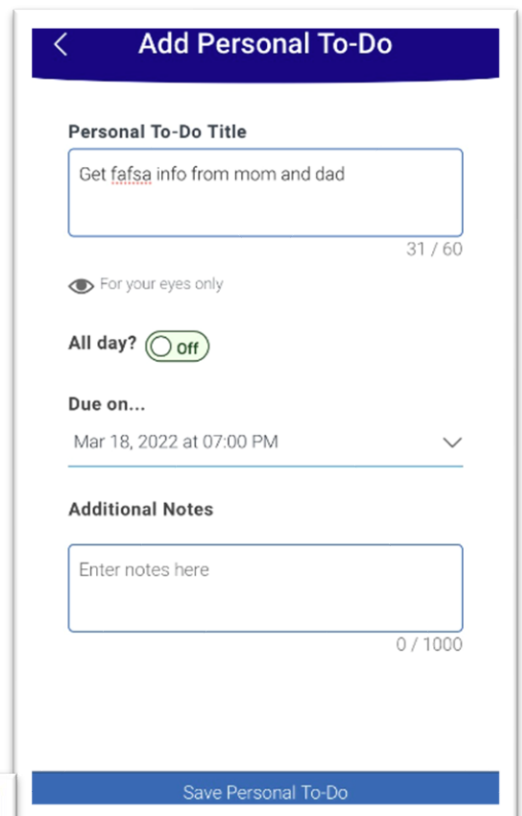 Add Personal To-Do
Personal To-Do Title
Get fafsa info from mom and dad
31 / 60
For your eyes only
All day? Off
Due on...
Mar 18, 2022 at 07:00 PM
Additional Notes
Enter notes here
0 / 1000
Save Personal To-Do